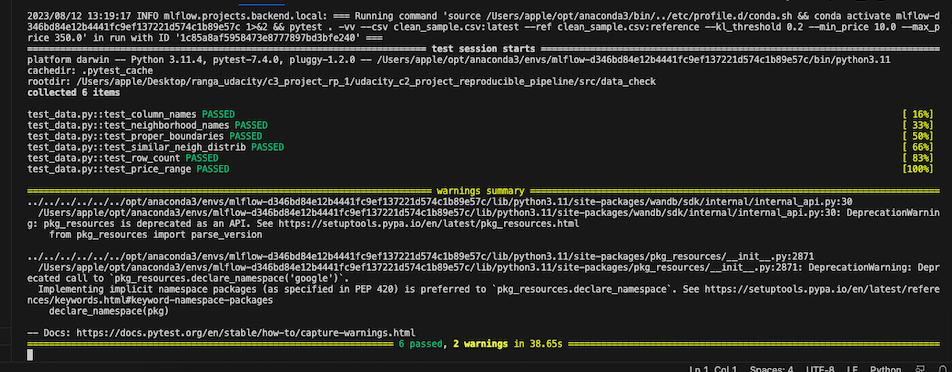 2023/08/12 13:19:17 INFO mlflow.projects.backend.local: === Running command 'source /Users/apple/opt/anaconda3/bin/../etc/profile.d/conda.sh && conda activate mlflow-d
346bd84e12b4441fc9f137221d574c1b89e57c 1>&2 && pytest . -vv --csv clean_sample.csv:latest --ref clean_sample.csv:reference --kl_threshold 0.2 --min_price 10.0 --max_p
rice 350.0' in run with ID '1c85a8af5958473e8777897bd3bfe240' ===
test session starts
platform darwin -- Python 3.11.4, pytest-7.4.0, pluggy-1.2.0 -- /Users/apple/opt/anaconda3/envs/mlflow-d346bd84e12b4441fc9f137221d574c1b89e57c/bin/python3.11
cachedir: .pytest_cache
rootdir: /Users/apple/Desktop/ranga_udacity/c3_project_rp_1/udacity_c2_project_reproducible_pipeline/src/data_check
collected 6 items
test_data.py::test_column_names PASSED [ 16%]
test_data.py::test_neighborhood_names PASSED [ 33%]
test_data.py::test_proper_boundaries PASSED [ 50%]
test_data.py::test_similar_neigh_distrib PASSED [ 66%]
test_data.py::test_row_count PASSED [ 83%]
test_data.py::test_price_range PASSED [100%]
warnings summary
../../../../../../opt/anaconda3/envs/mlflow-d346bd84e12b4441fc9f137221d574c1b89e57c/lib/python3.11/site-packages/wandb/sdk/internal/internal_api.py:30
/Users/apple/opt/anaconda3/envs/mlflow-d346bd84e12b4441fc9f137221d574c1b89e57c/lib/python3.11/site-packages/wandb/sdk/internal/internal_api.py:30: DeprecationWarnin
g: pkg_resources is deprecated as an API. See https://setuptools.pypa.io/en/latest/pkg_resources.html
from pkg_resources import parse_version
../../../../../../opt/anaconda3/envs/mlflow-d346bd84e12b4441fc9f137221d574c1b89e57c/lib/python3.11/site-packages/pkg_resources/__init__.py:2871
/Users/apple/opt/anaconda3/envs/mlflow-d346bd84e12b4441fc9f137221d574c1b89e57c/lib/python3.11/site-packages/pkg_resources/__init__.py:2871: DeprecationWarning: Depr
ecated call to `pkg_resources.declare_namespace('google')`.
Implementing implicit namespace packages (as specified in PEP 420) is preferred to `pkg_resources.declare_namespace`. See https://setuptools.pypa.io/en/latest/refere
nces/keywords.html#keyword-namespace-packages
declare_namespace(pkg)
-- Docs: https://docs.pytest.org/en/stable/how-to/capture-warnings.html
6 passed, 2 warnings in 38.65s
Ln 1, Col 1 Spaces: 4 UTF-8 LF Python